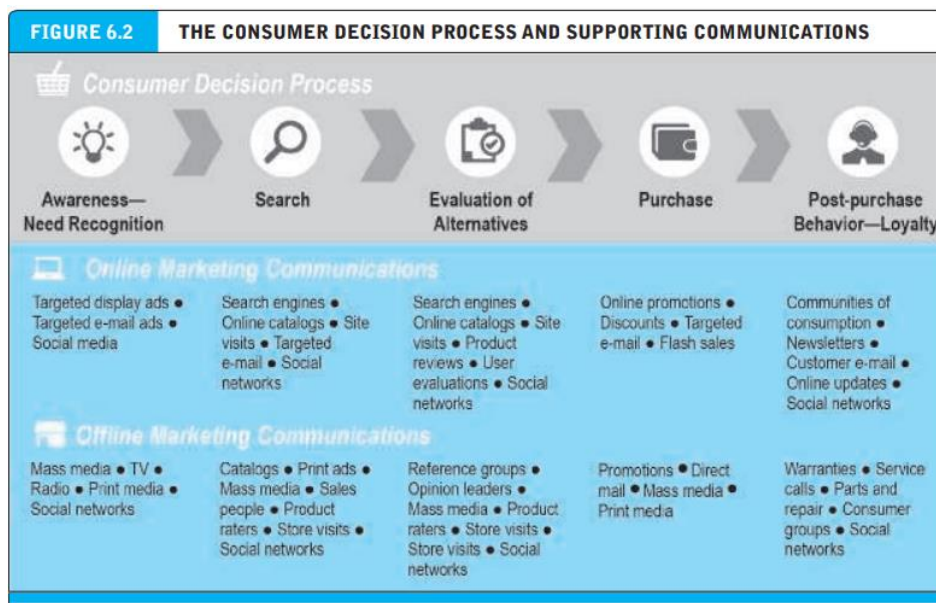 FIGURE 6.2 THE CONSUMER DECISION PROCESS AND SUPPORTING COMMUNICATIONS
Consumer Decision Process
Awareness—
Need Recognition
Search
Evaluation of
Alternatives
Purchase
Post-purchase
Behavior—Loyalty
Online Marketing Communications
Targeted display ads ●
Targeted e-mail ads ●
Social media
Search engines ●
Online catalogs ● Site
visits ● Targeted
e-mail ● Social
networks
Search engines ●
Online catalogs ● Site
visits ● Product
reviews ● User
evaluations ● Social
networks
Online promotions ●
Discounts ● Targeted
e-mail ● Flash sales
Communities of
consumption ●
Newsletters ●
Customer e-mail ●
Online updates ●
Social networks
Offline Marketing Communications
Mass media ● TV ●
Radio ● Print media ●
Social networks
Catalogs ● Print ads ●
Mass media ● Sales
people ● Product
raters ● Store visits ●
Social networks
Reference groups ●
Opinion leaders ●
Mass media ● Product
raters ● Store visits ●
Store visits ● Social
networks
Promotions ● Direct
mail ● Mass media ●
Print media
Warranties ● Service
calls ● Parts and
repair ● Consumer
groups ● Social
networks